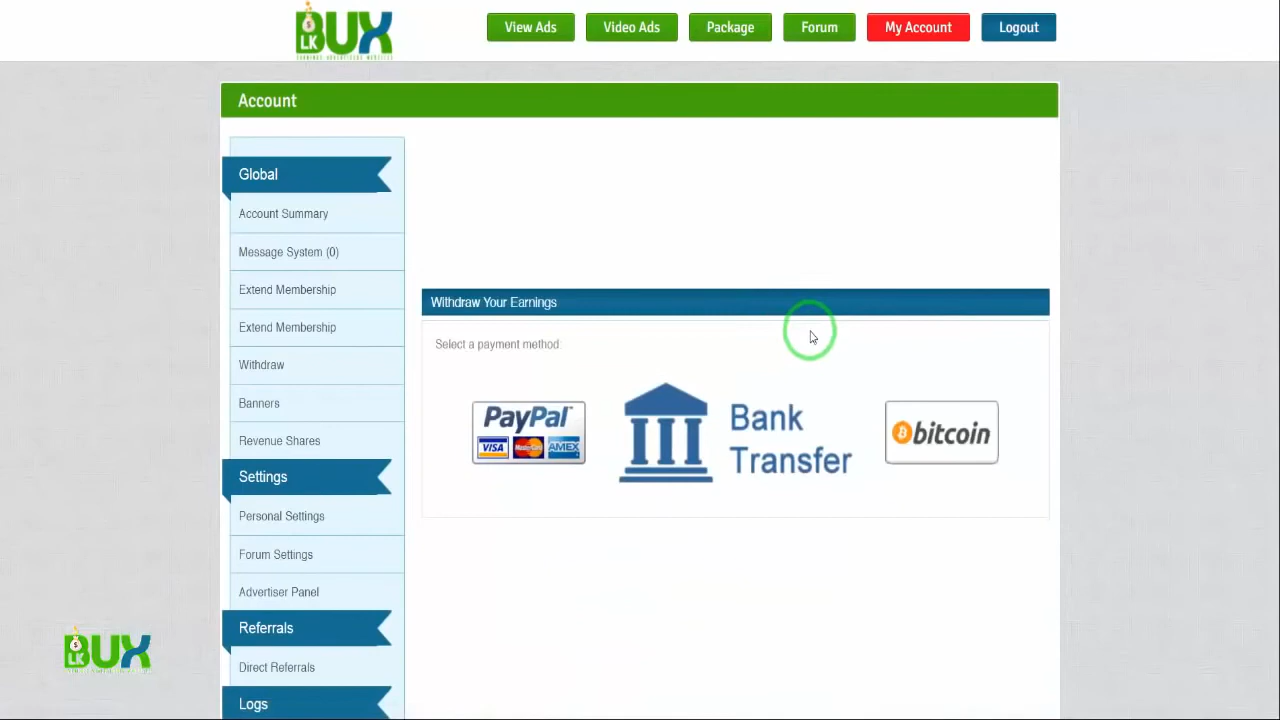 LK BUX
View Ads
Video Ads
Package
Forum
My Account
Logout
Account
Global
Account Summary
Message System (0)
Extend Membership
Extend Membership
Withdraw
Banners
Revenue Shares
Settings
Personal Settings
Forum Settings
Advertiser Panel
Referrals
Direct Referrals
Logs
Withdraw Your Earnings
Select a payment method:
PayPal
VISA MasterCard AMEX
Bank
Transfer
bitcoin
LK BUX